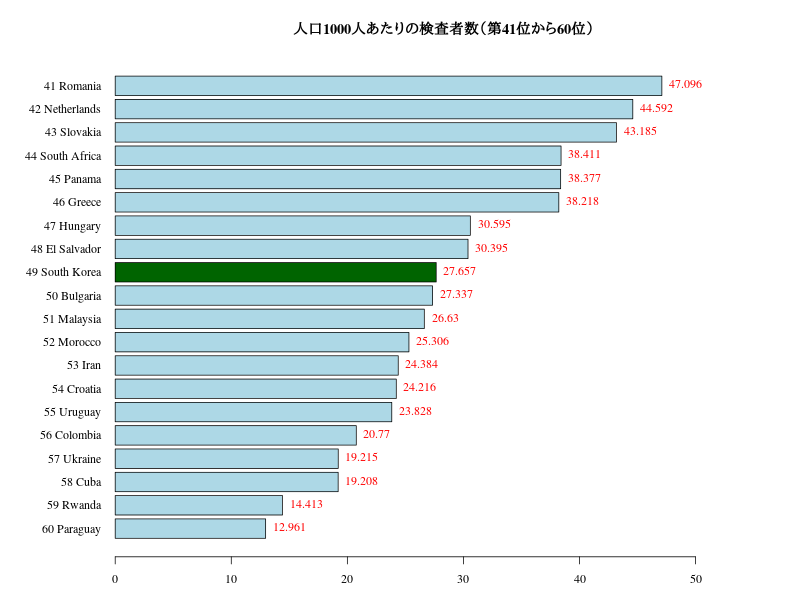 人口1000人あたりの検査者数（第41位から60位）
41 Romania 47.096
42 Netherlands 44.592
43 Slovakia 43.185
44 South Africa 38.411
45 Panama 38.377
46 Greece 38.218
47 Hungary 30.595
48 El Salvador 30.395
49 South Korea 27.657
50 Bulgaria 27.337
51 Malaysia 26.63
52 Morocco 25.306
53 Iran 24.384
54 Croatia 24.216
55 Uruguay 23.828
56 Colombia 20.77
57 Ukraine 19.215
58 Cuba 19.208
59 Rwanda 14.413
60 Paraguay 12.961
0 10 20 30 40 50